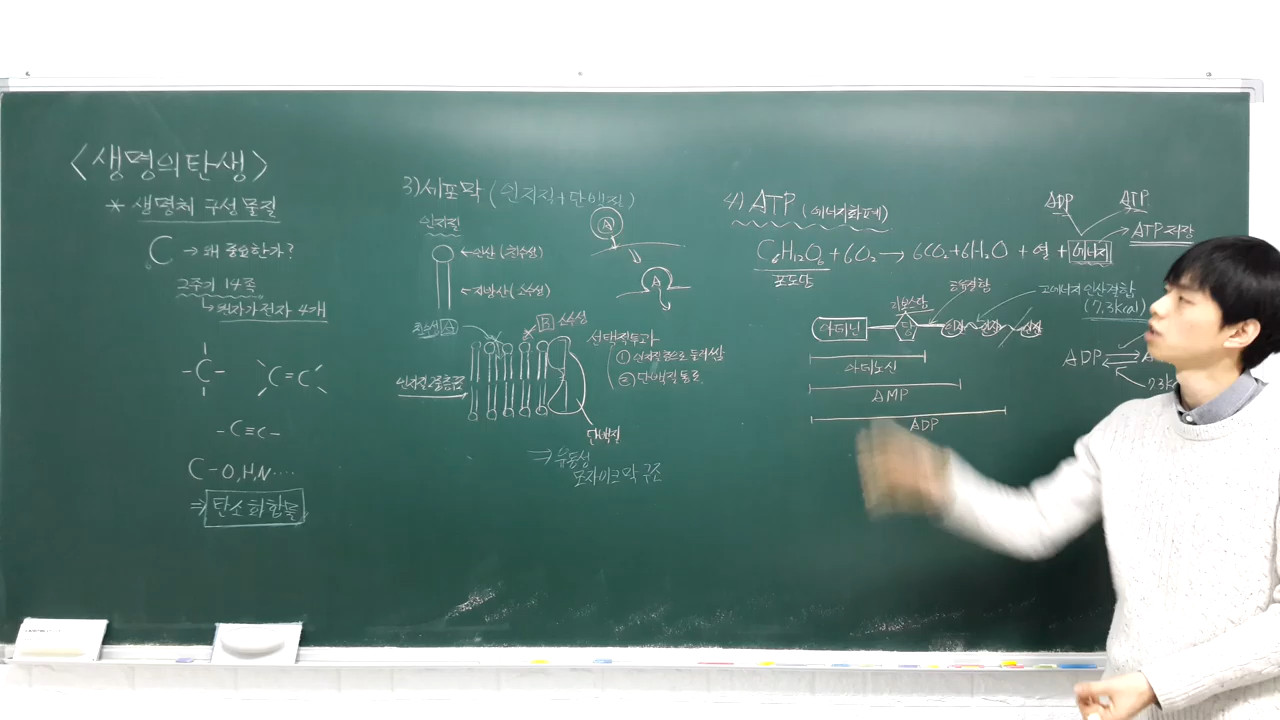 <생명의 탄생>
* 생명체 구성물질
C → 왜 중요한가?
2주기 14족
↳ 원자가 전자 4개
-C-
C=C
-C≡C-
C-O,H,N....
⇒ 탄소화합물
3) 세포막 (인지질+단백질)
인지질
←인산 (친수성)
←지방산 (소수성)
친수성 A
B 소수성
A
A
인지질2중층
선택적투과
① 인지질층으로 둘러쌈
② 단백질통로
단백질
⇒ 유동성
모자이크막 구조
4) ATP (에너지화폐)
ADP ATP
C₆H₁₂O₆ + 6O₂ → 6CO₂+6H₂O + 열 + 에너지
→ ATP 저장
포도당
리보스당
고에너지 인산결합
(7.3kcal)
아데닌 당 인산 인산 인산
아데노신
AMP
ADP
ADP ⇌ A